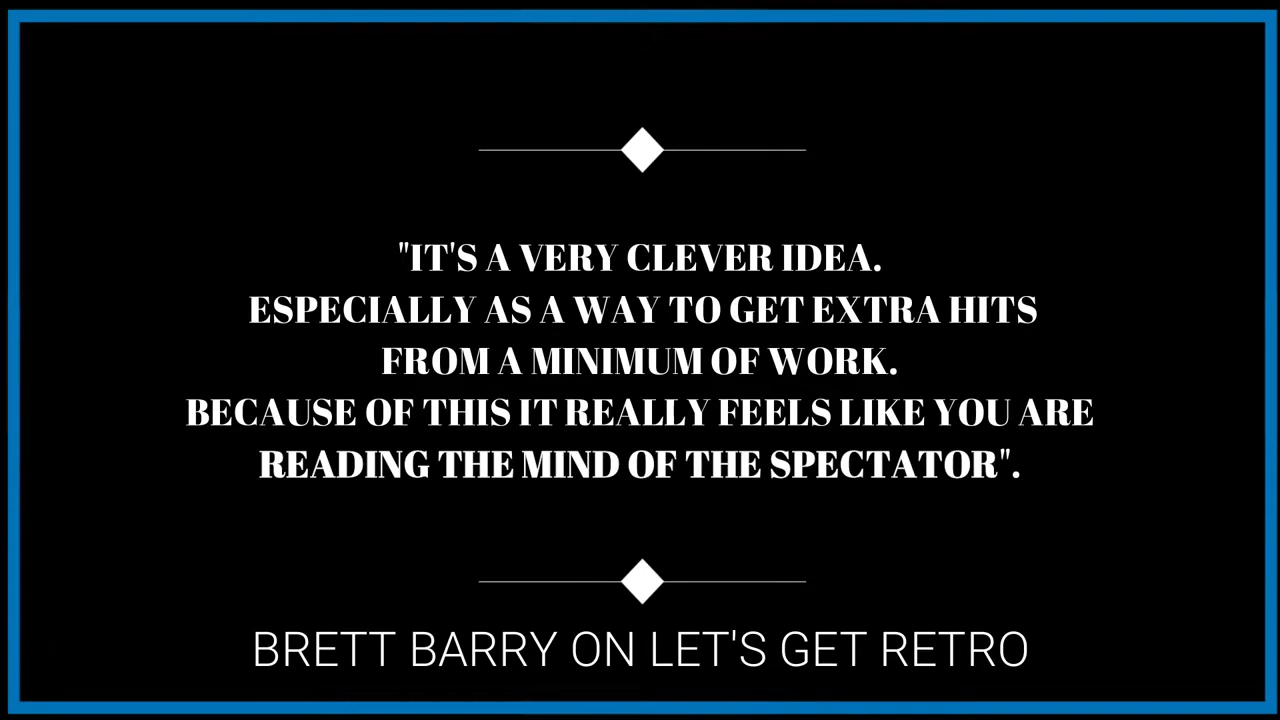 "IT'S A VERY CLEVER IDEA.
ESPECIALLY AS A WAY TO GET EXTRA HITS
FROM A MINIMUM OF WORK.
BECAUSE OF THIS IT REALLY FEELS LIKE YOU ARE
READING THE MIND OF THE SPECTATOR".
BRETT BARRY ON LET'S GET RETRO